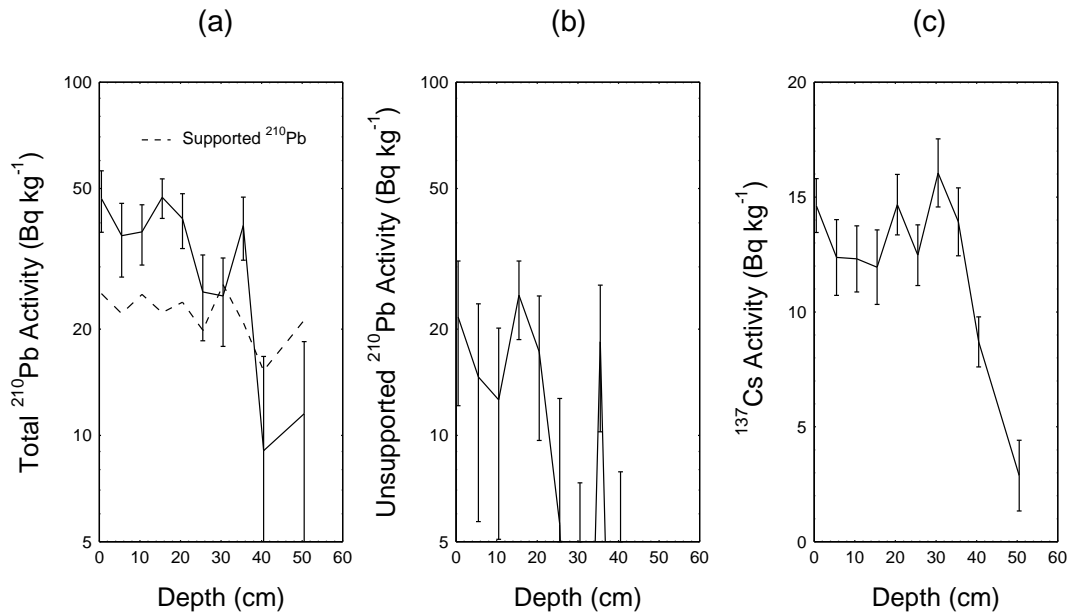 (a)
(b)
(c)
Total ²¹⁰Pb Activity (Bq kg⁻¹)
100
50
20
10
5
Supported ²¹⁰Pb
0 10 20 30 40 50 60
Depth (cm)
Unsupported ²¹⁰Pb Activity (Bq kg⁻¹)
100
50
20
10
5
0 10 20 30 40 50 60
Depth (cm)
¹³⁷Cs Activity (Bq kg⁻¹)
20
15
10
5
0
0 10 20 30 40 50 60
Depth (cm)